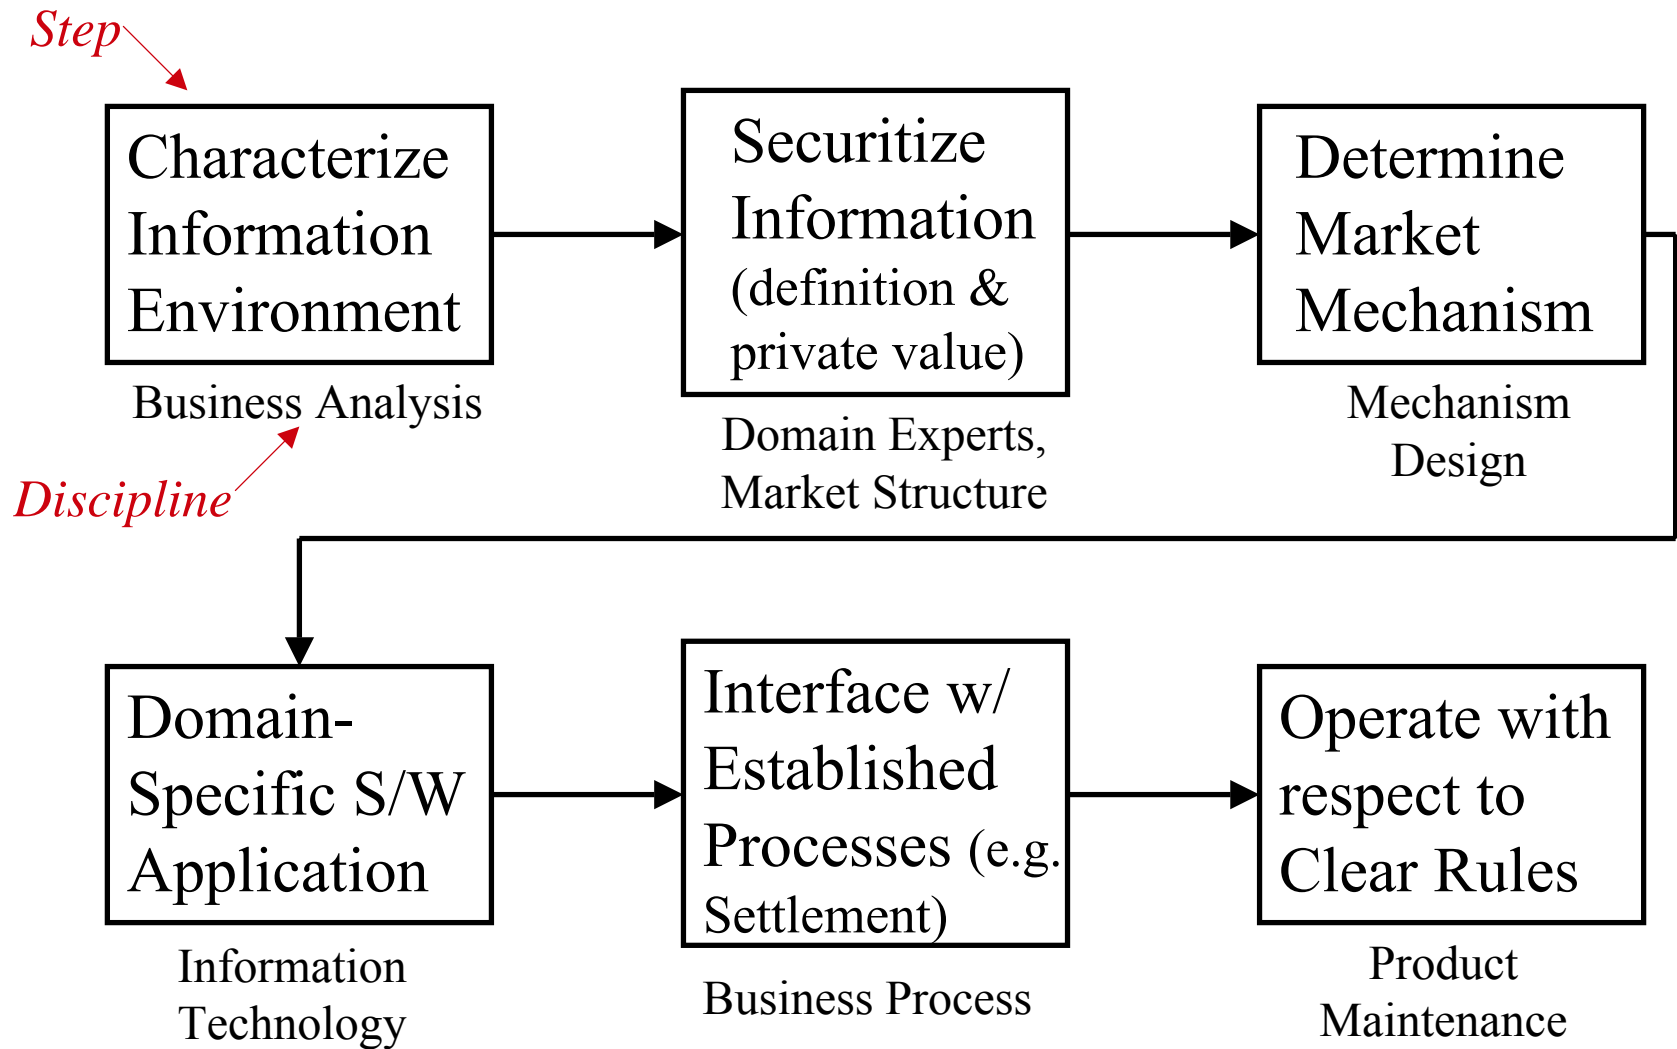 Step
Characterize
Information
Environment
Business Analysis
Discipline
Securitize
Information
(definition &
private value)
Domain Experts,
Market Structure
Determine
Market
Mechanism
Mechanism
Design
Domain-
Specific S/W
Application
Information
Technology
Interface w/
Established
Processes (e.g.
Settlement)
Business Process
Operate with
respect to
Clear Rules
Product
Maintenance